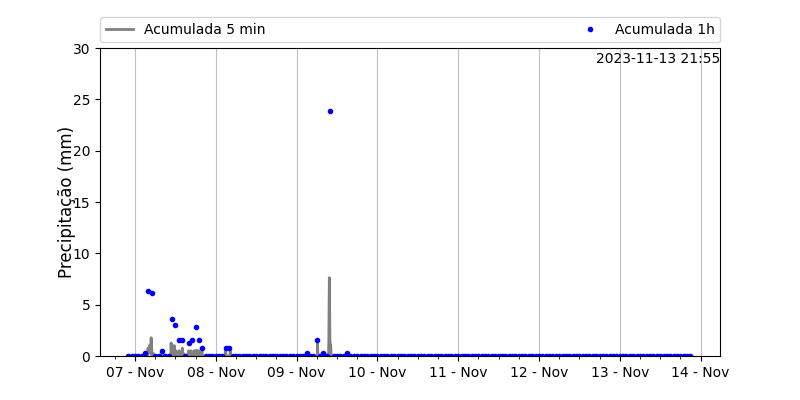 Acumulada 5 min
Acumulada 1h
2023-11-13 21:55
Precipitação (mm)
30
25
20
15
10
5
0
07 - Nov 08 - Nov 09 - Nov 10 - Nov 11 - Nov 12 - Nov 13 - Nov 14 - Nov